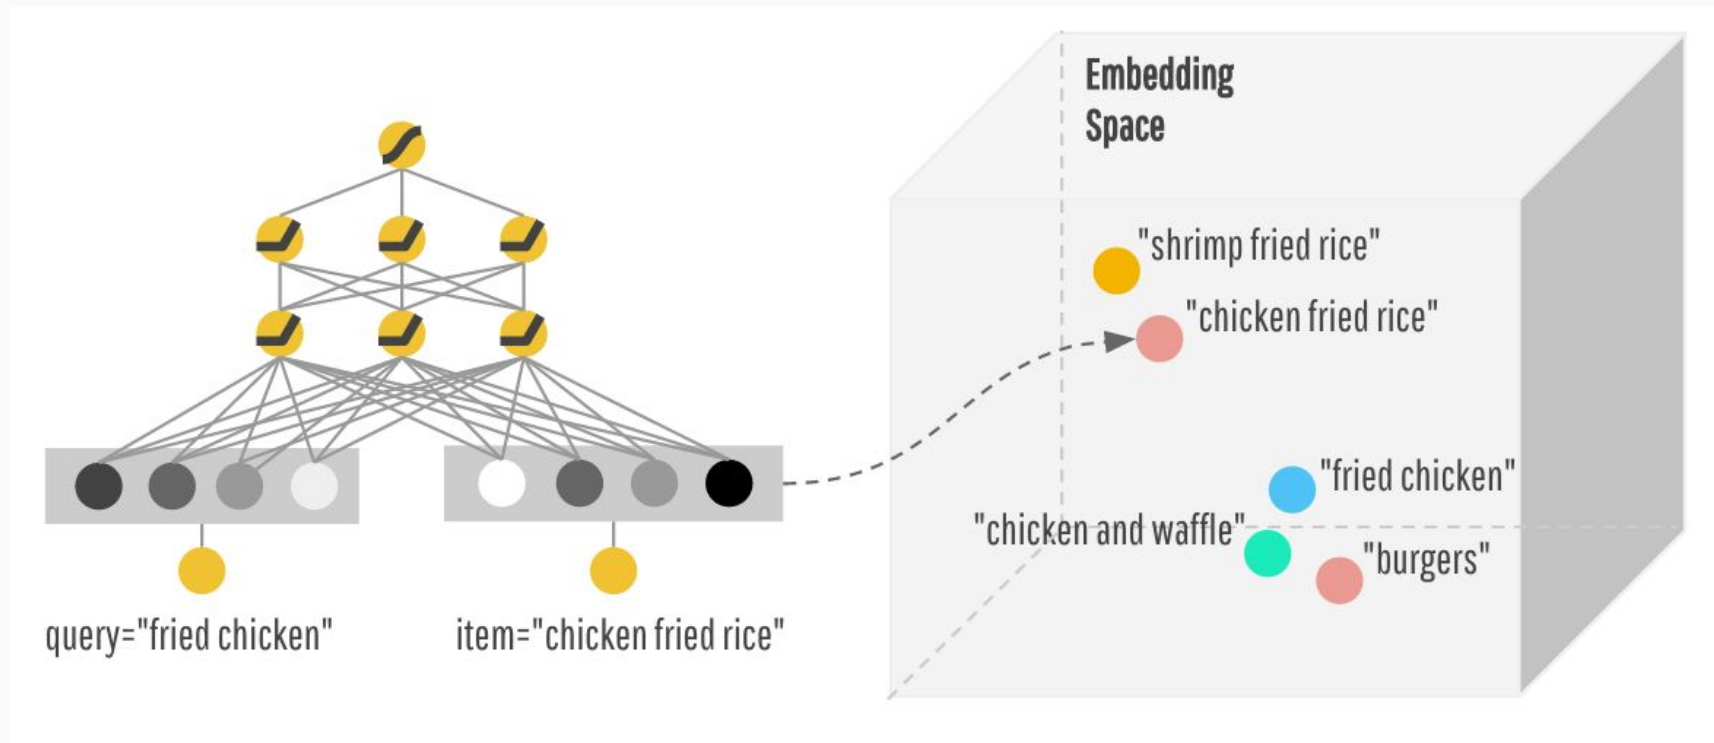 Embedding
Space
"shrimp fried rice"
"chicken fried rice"
"fried chicken"
"chicken and waffle"
"burgers"
query="fried chicken"
item="chicken fried rice"